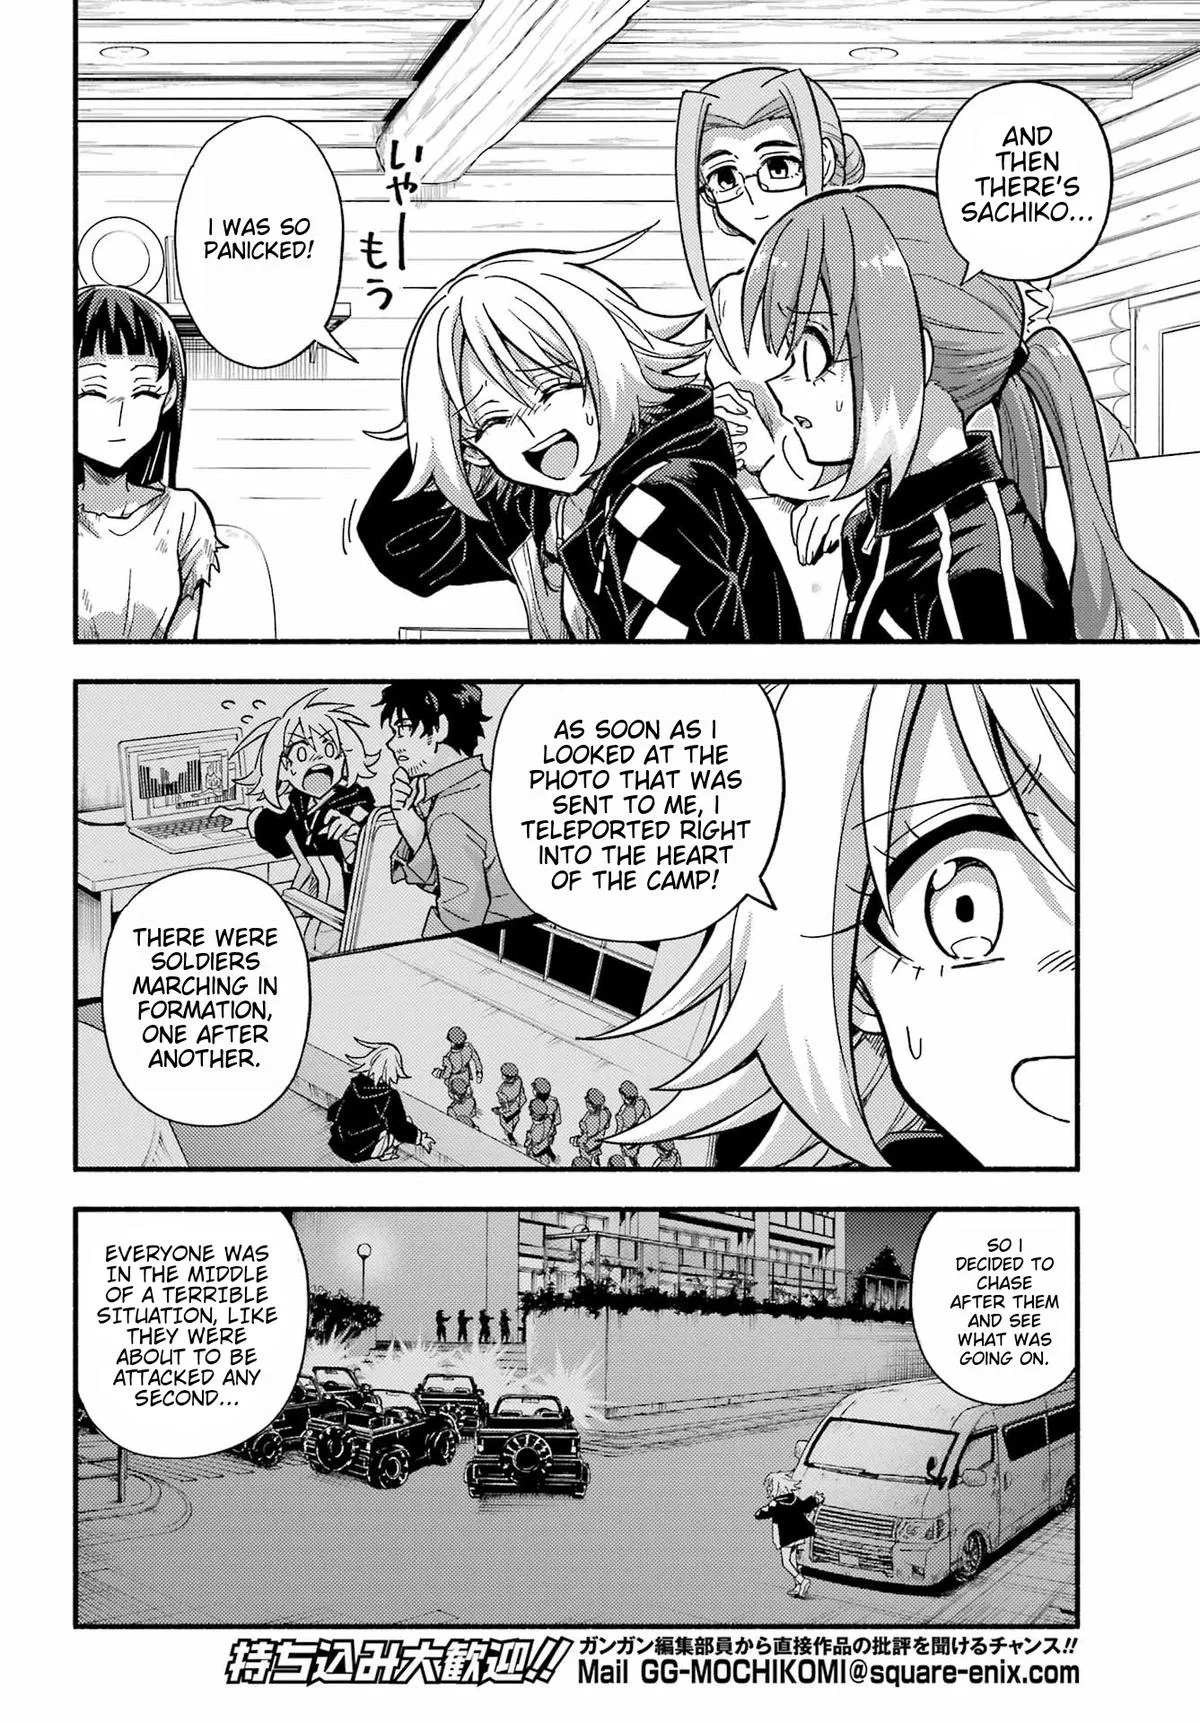 AND
THEN
THERE'S
SACHIKO...
いやー
もう
I WAS SO
PANICKED!
AS SOON AS I
LOOKED AT THE
PHOTO THAT WAS
SENT TO ME, I
TELEPORTED RIGHT
INTO THE HEART
OF THE CAMP!
THERE WERE
SOLDIERS
MARCHING IN
FORMATION,
ONE AFTER
ANOTHER.
SO I
DECIDED TO
CHASE
AFTER THEM
AND SEE
WHAT WAS
GOING ON.
EVERYONE WAS
IN THE MIDDLE
OF A TERRIBLE
SITUATION, LIKE
THEY WERE
ABOUT TO BE
ATTACKED ANY
SECOND...
持ち込み大歓迎!!
ガンガン編集部員から直接作品の批評を聞けるチャンス!!
Mail GG-MOCHIKOMI@square-enix.com